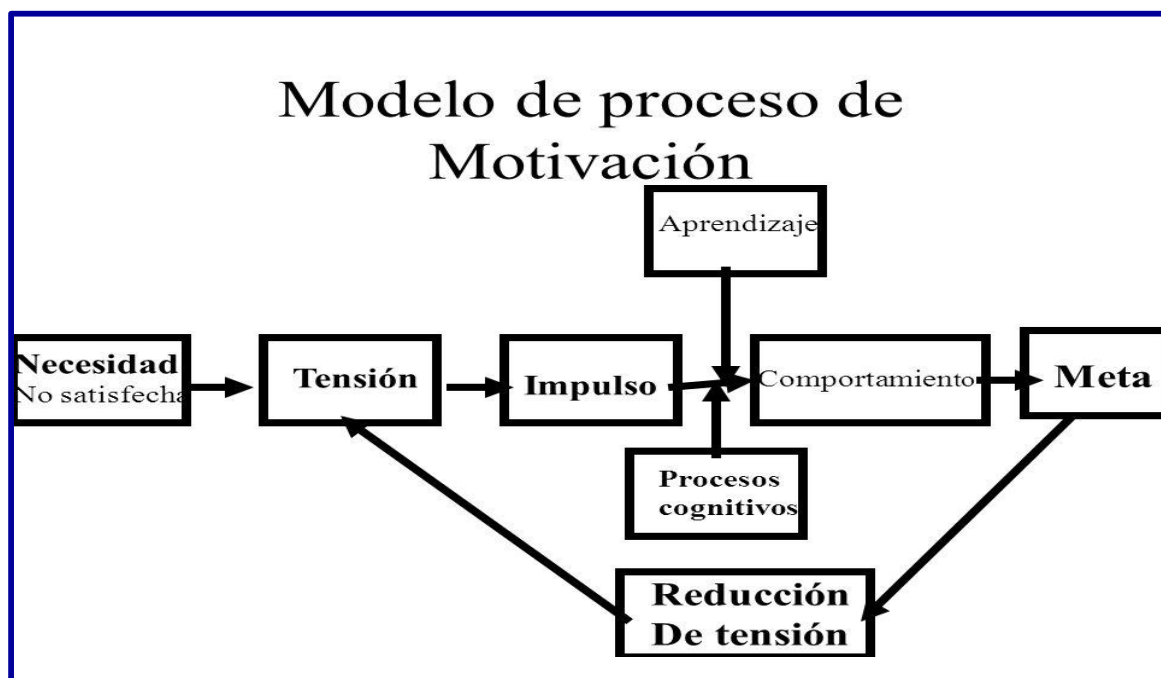 Modelo de proceso de
Motivación
Aprendizaje
Necesidad
No satisfecha
Tensión
Impulso
Comportamiento
Meta
Procesos
cognitivos
Reducción
De tensión